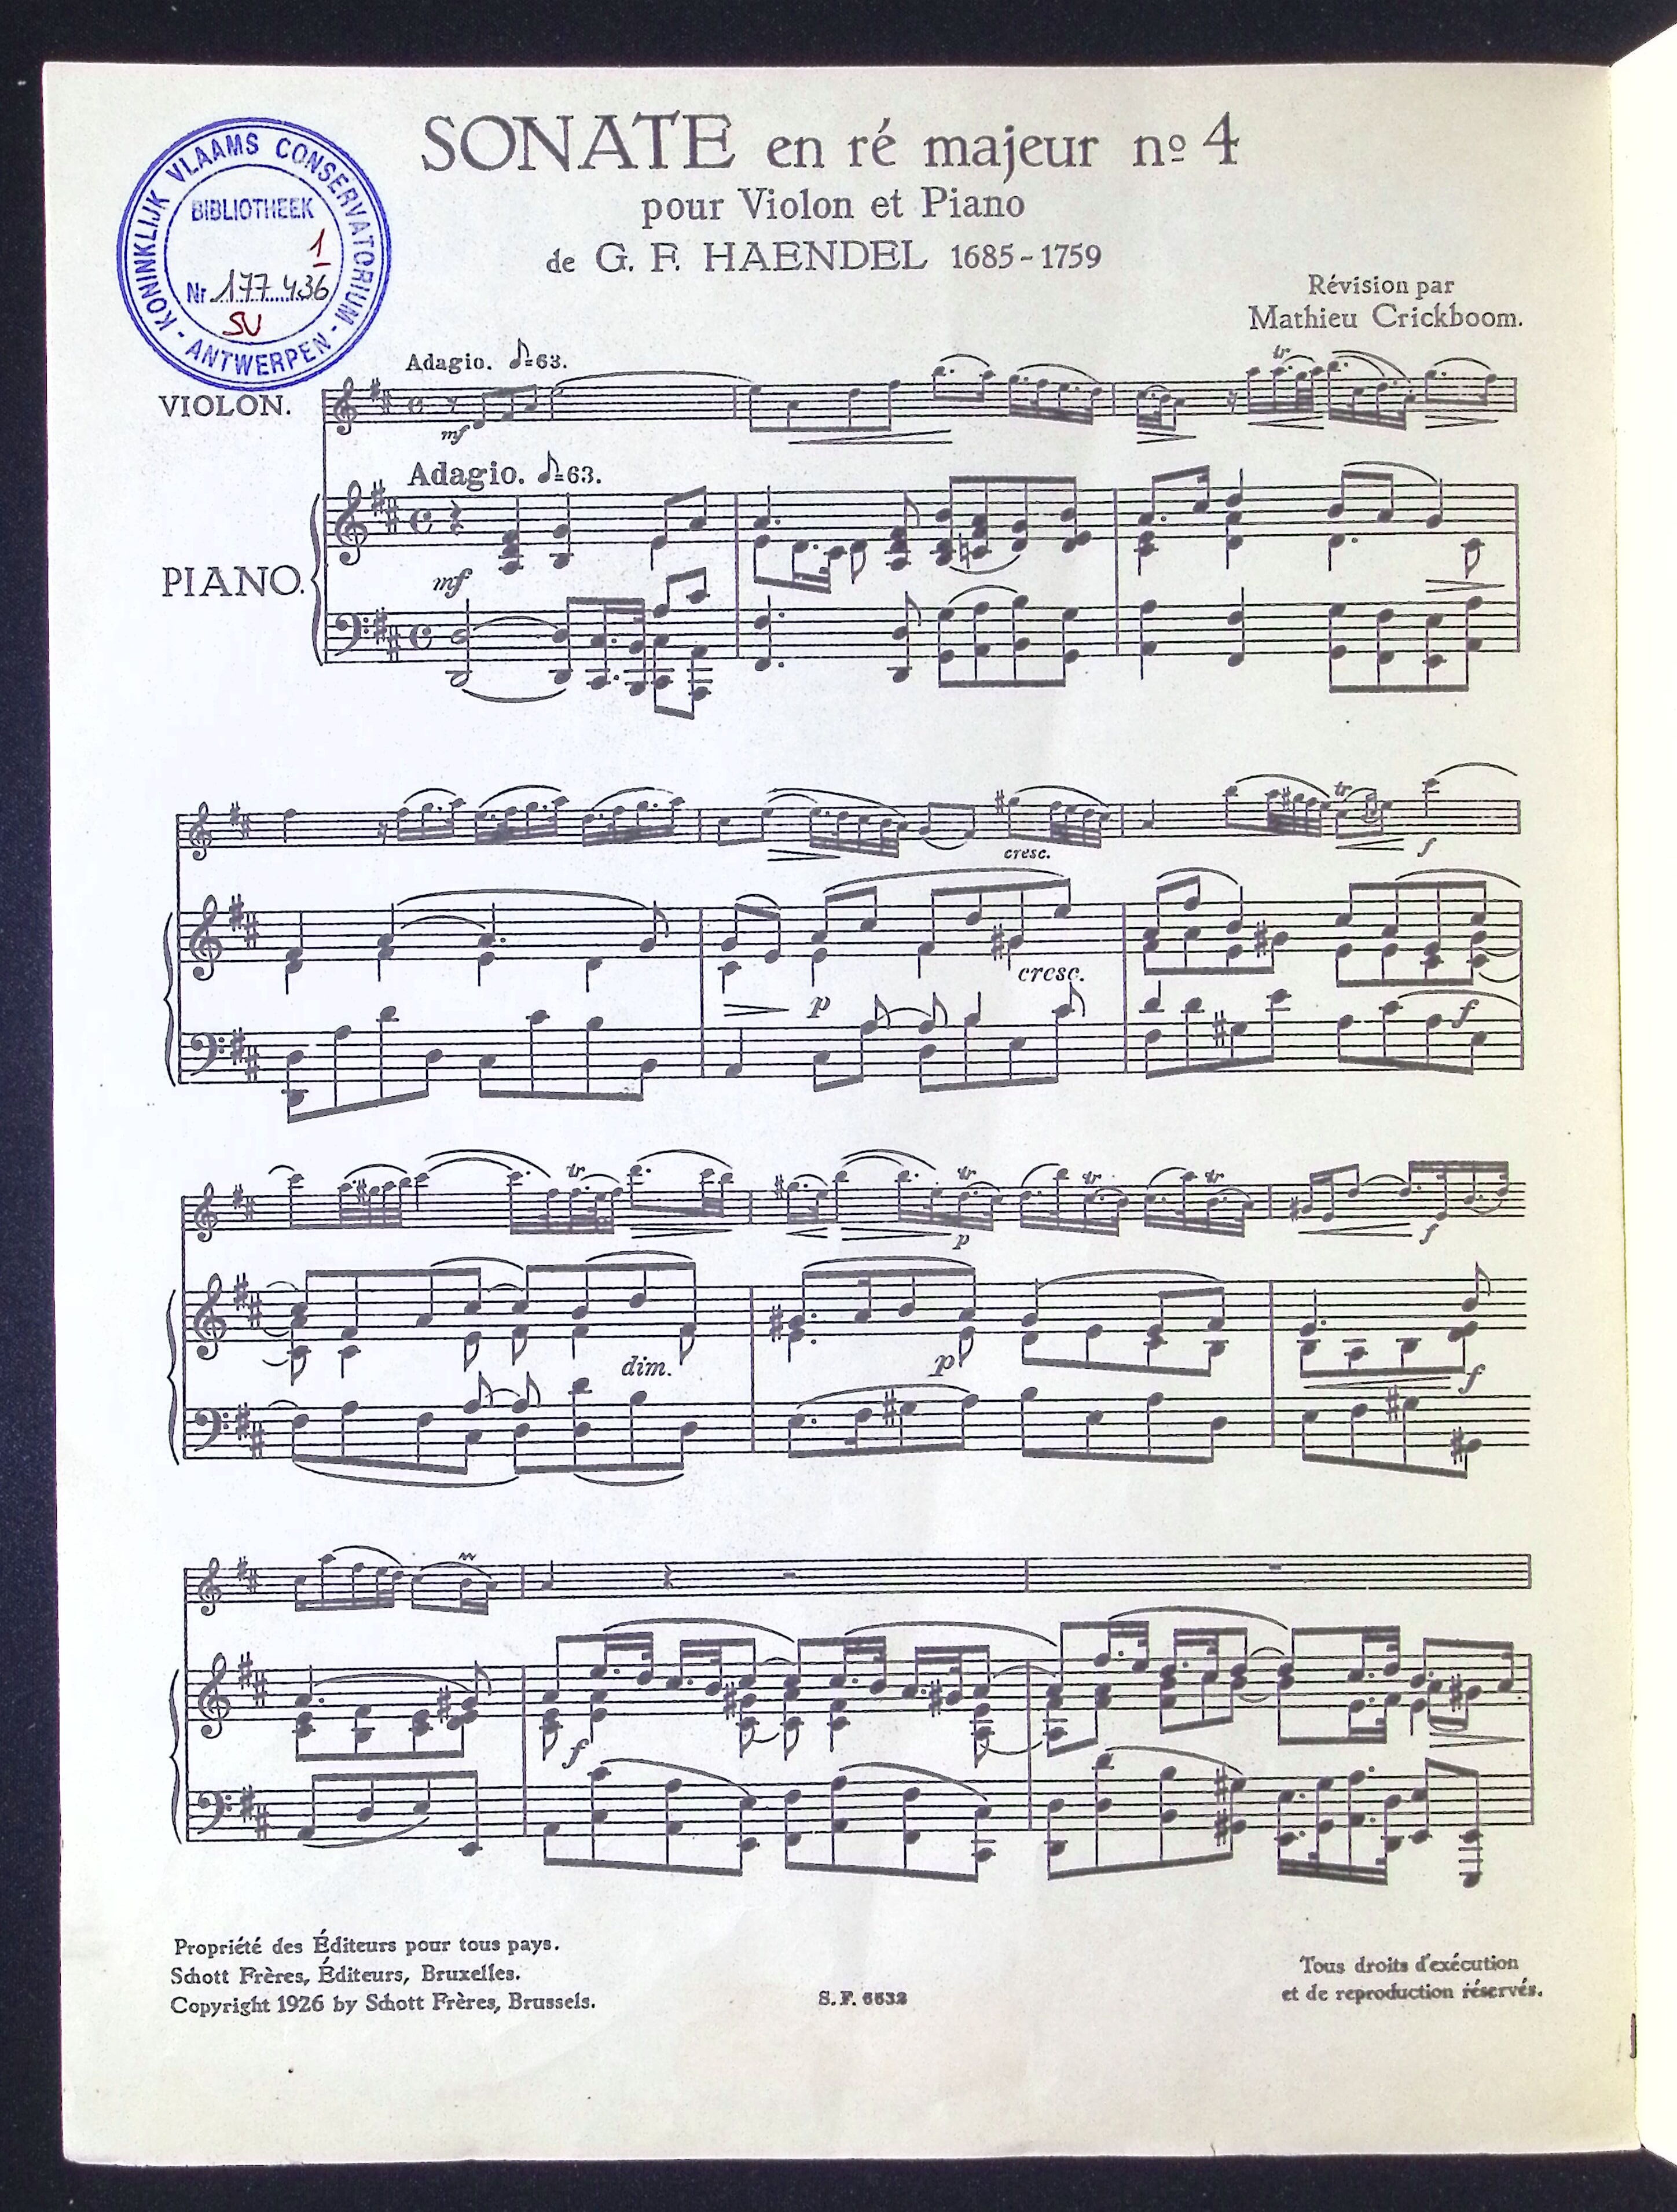 SONATE en ré majeur nº 4
pour Violon et Piano
de G. F. HAENDEL 1685-1759
Révision par
Mathieu Crickboom.
KONINKLIJK VLAAMS CONSERVATORIUM - ANTWERPEN -
BIBLIOTHEEK
1
Nr 177.436
SU
Adagio. ♪=63.
VIOLON.
mf
Adagio. ♪=63.
PIANO.
mf
tr
cresc.
tr
f
p
cresc.
f
tr
tr
tr
tr
p
f
dim.
p
f
f
Propriété des Éditeurs pour tous pays.
Schott Frères, Éditeurs, Bruxelles.
Copyright 1926 by Schott Frères, Brussels.
S. F. 6632
Tous droits d'exécution
et de reproduction réservés.